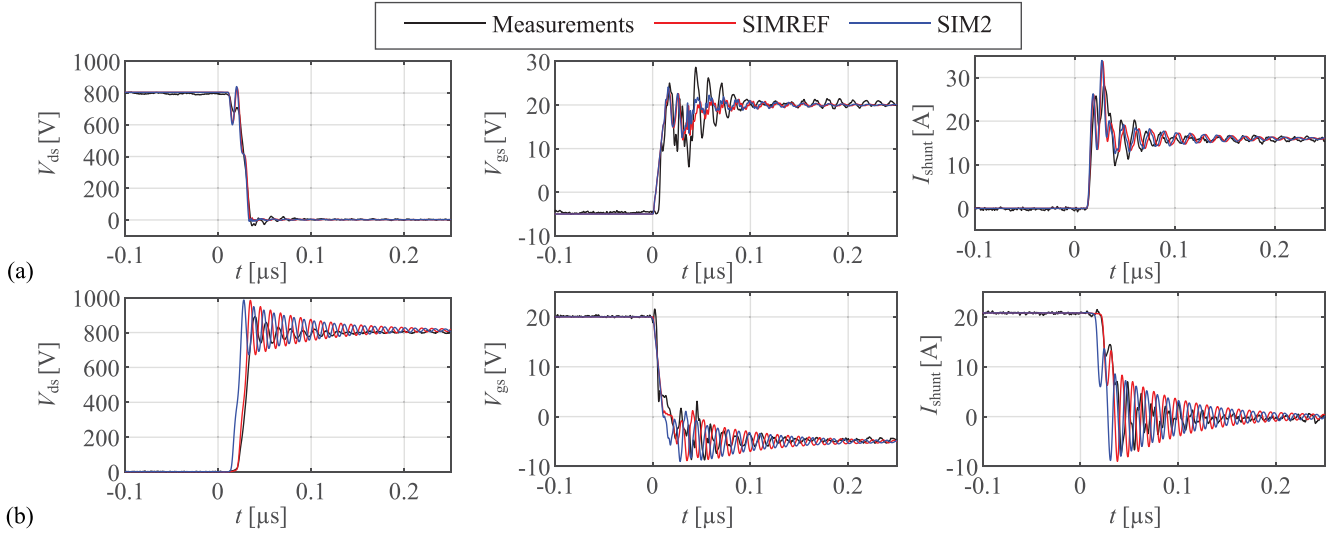 Measurements SIMREF SIM2
(a)
V_ds [V]
1000
800
600
400
200
0
-0.1 0 0.1 0.2
t [μs]
V_gs [V]
30
20
10
0
-10
-0.1 0 0.1 0.2
t [μs]
I_shunt [A]
30
20
10
0
-0.1 0 0.1 0.2
t [μs]
(b)
V_ds [V]
1000
800
600
400
200
0
-0.1 0 0.1 0.2
t [μs]
V_gs [V]
20
10
0
-10
-0.1 0 0.1 0.2
t [μs]
I_shunt [A]
20
10
0
-10
-0.1 0 0.1 0.2
t [μs]